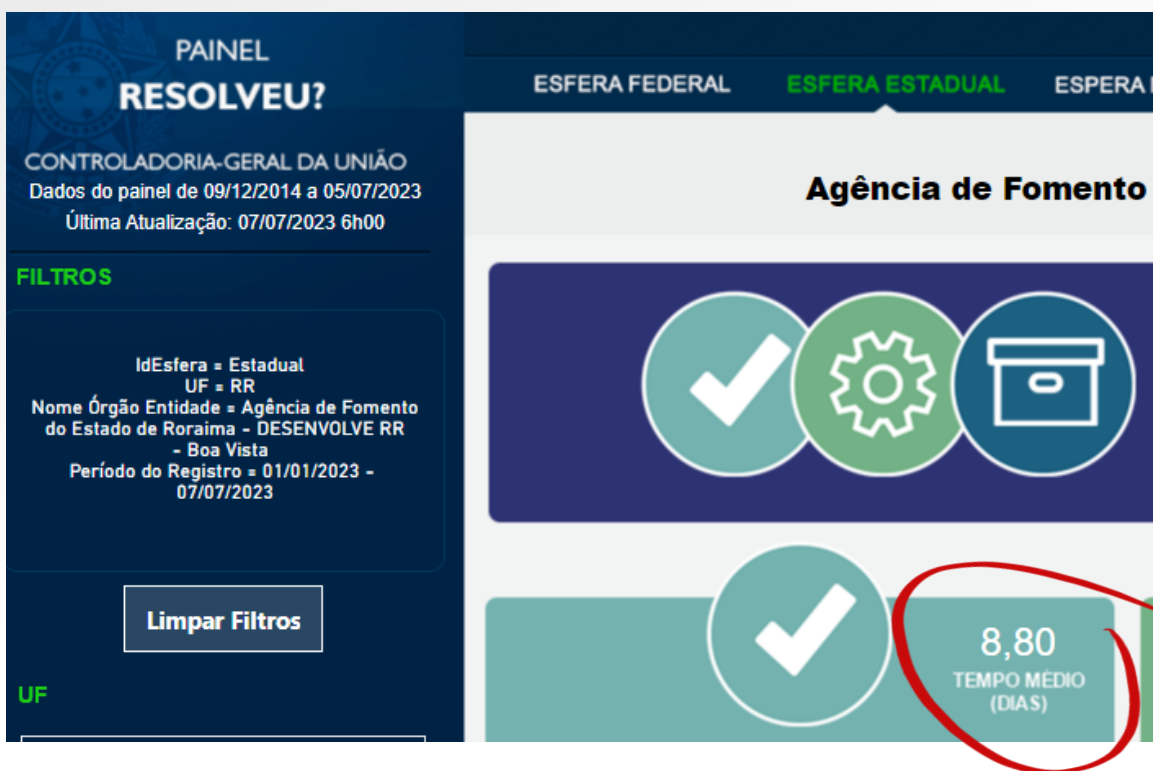 PAINEL
RESOLVEU?
CONTROLADORIA-GERAL DA UNIÃO
Dados do painel de 09/12/2014 a 05/07/2023
Última Atualização: 07/07/2023 6h00
FILTROS
IdEsfera = Estadual
UF = RR
Nome Órgão Entidade = Agência de Fomento
do Estado de Roraima - DESENVOLVE RR
- Boa Vista
Período do Registro = 01/01/2023 -
07/07/2023
Limpar Filtros
UF
ESFERA FEDERAL ESFERA ESTADUAL ESPERA
Agência de Fomento
8,80
TEMPO MÉDIO
(DIAS)